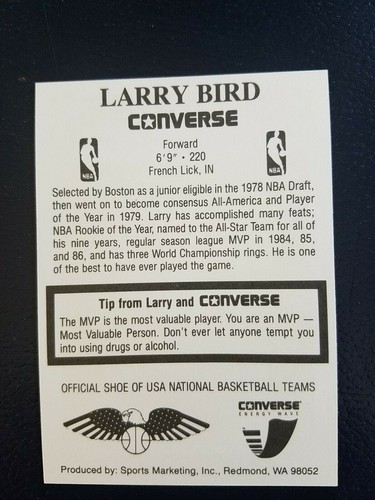 LARRY BIRD
CONVERSE
Forward
6'9" • 220
French Lick, IN
NBA
NBA
Selected by Boston as a junior eligible in the 1978 NBA Draft,
then went on to become consensus All-America and Player
of the Year in 1979. Larry has accomplished many feats;
NBA Rookie of the Year, named to the All-Star Team for all of
his nine years, regular season league MVP in 1984, 85,
and 86, and has three World Championship rings. He is one
of the best to have ever played the game.
Tip from Larry and CONVERSE
The MVP is the most valuable player. You are an MVP —
Most Valuable Person. Don't ever let anyone tempt you
into using drugs or alcohol.
OFFICIAL SHOE OF USA NATIONAL BASKETBALL TEAMS
CONVERSE
ENERGY WAVE
Produced by: Sports Marketing, Inc., Redmond, WA 98052